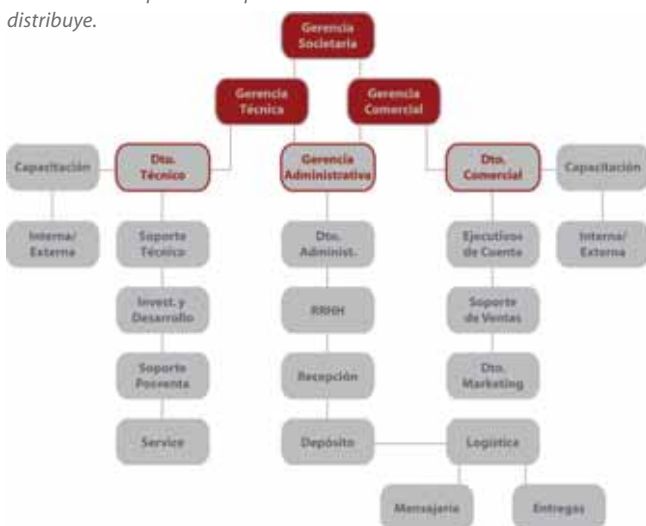 distribuye.
Gerencia
Societaria
Gerencia
Técnica
Gerencia
Comercial
Capacitación
Dto.
Técnico
Gerencia
Administrativa
Dto.
Comercial
Capacitación
Interna/
Externa
Soporte
Técnico
Dto.
Administ.
Ejecutivos
de Cuenta
Interna/
Externa
Invest. y
Desarrollo
RRHH
Soporte
de Ventas
Soporte
Posventa
Recepción
Dto.
Marketing
Service
Depósito
Logística
Mensajería
Entregas